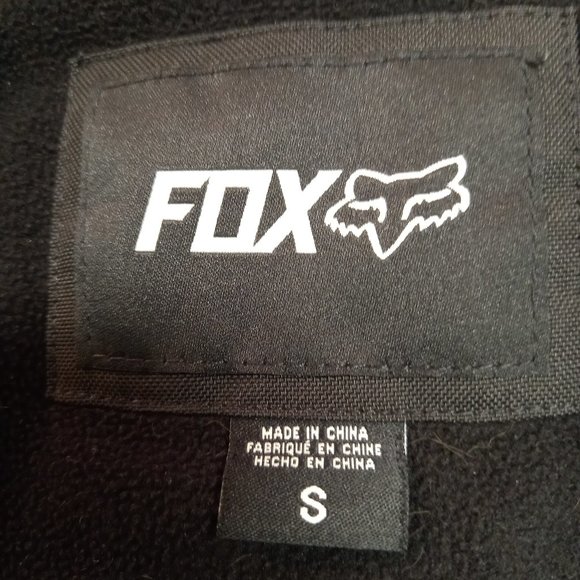 FOX
MADE IN CHINA
FABRIQUÉ EN CHINE
HECHO EN CHINA
S